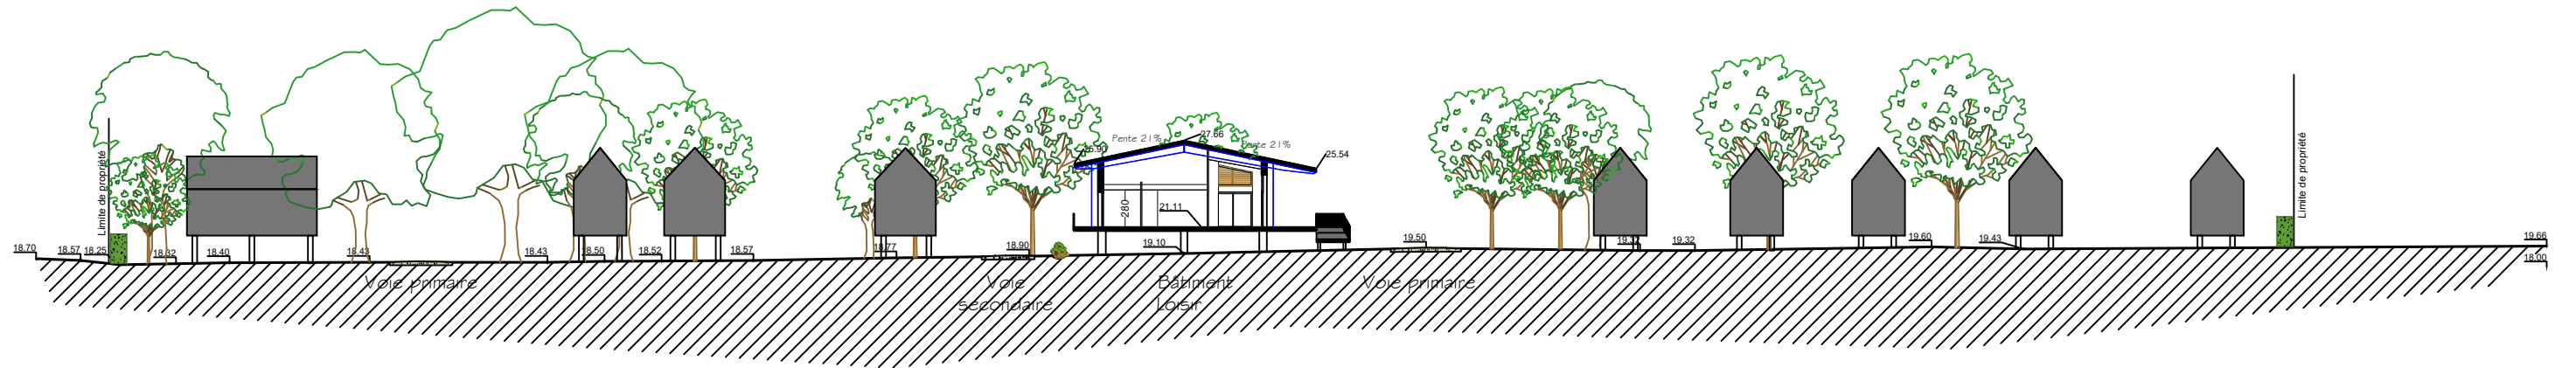 Limite de propriété
18.70
18.57
18.25
18.32
18.40
18.43
18.43
18.50
18.52
18.57
18.77
18.90
25.90
Pente 21%
27.66
Pente 21%
25.54
280
21.11
19.10
19.50
19.32
19.32
19.60
19.43
Limite de propriété
19.66
18.00
Voie primaire
Voie
secondaire
Bâtiment
Loisir
Voie primaire